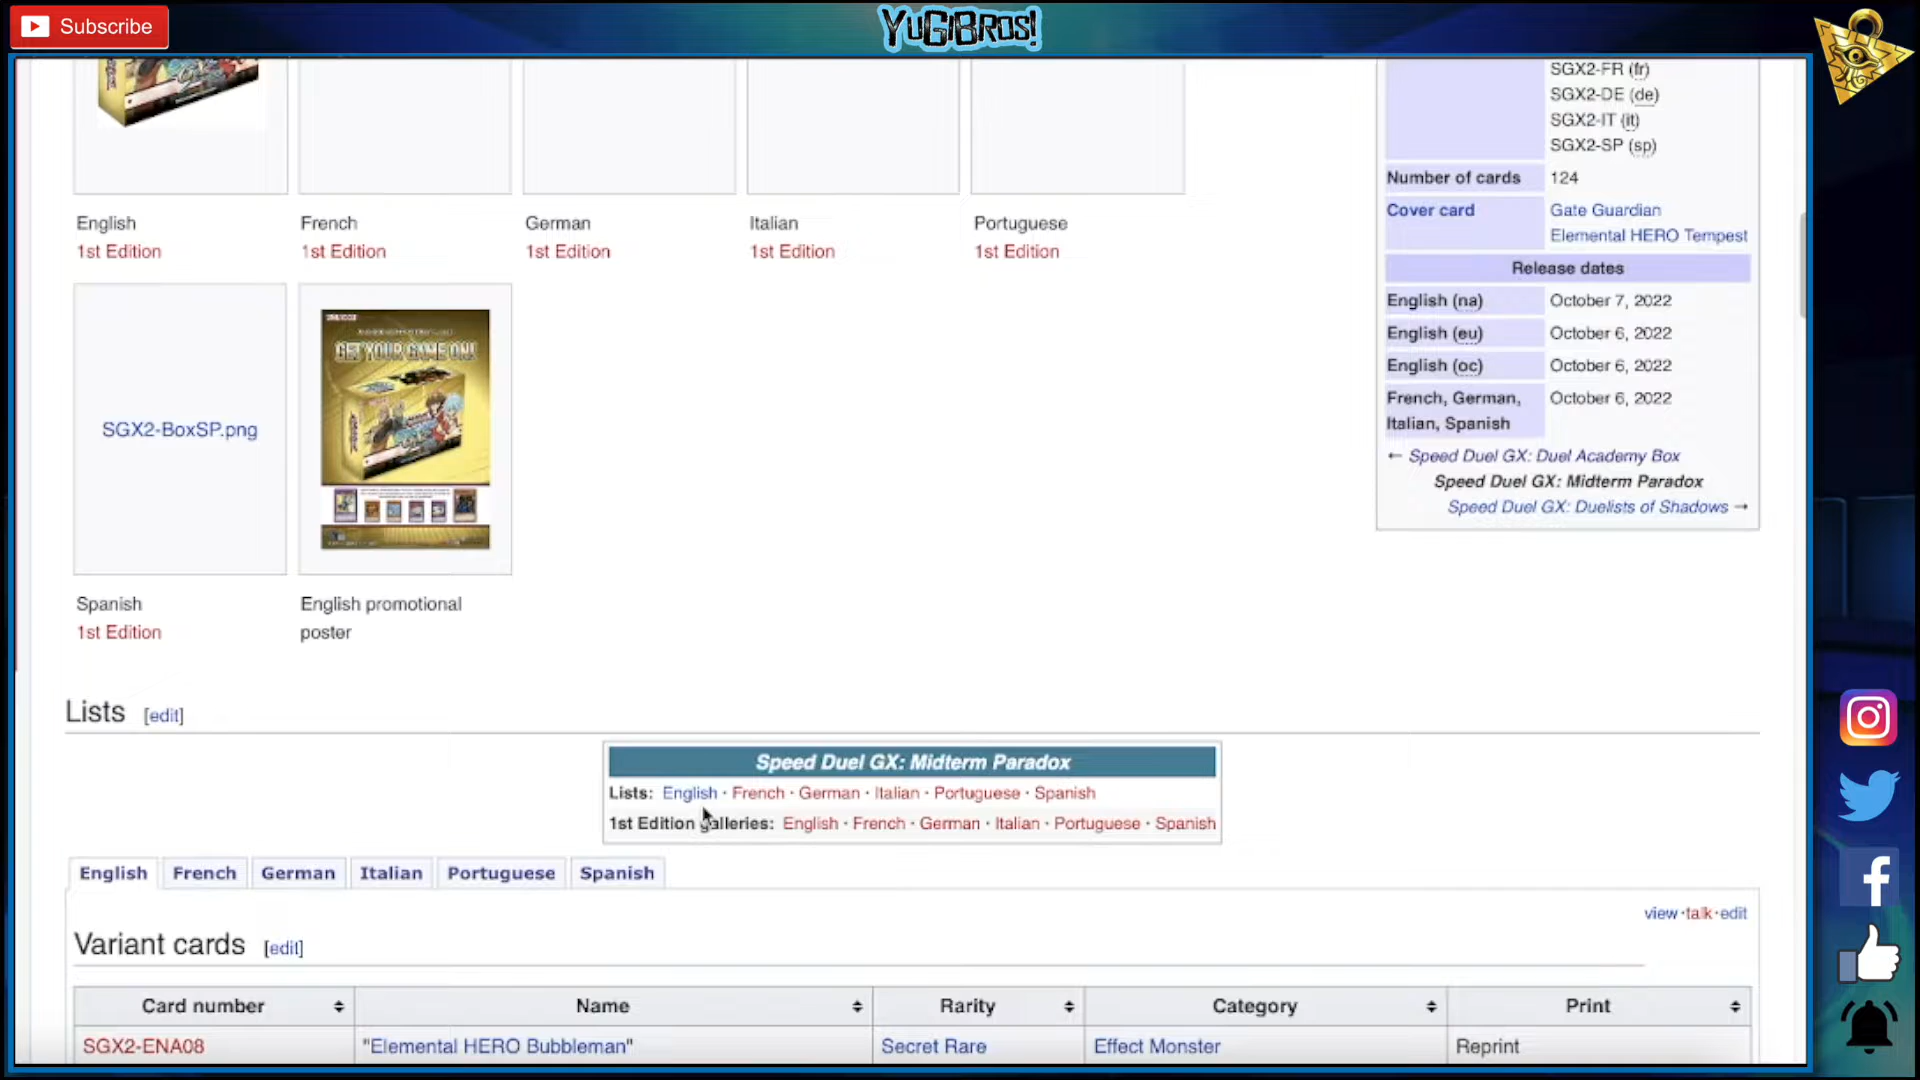 Subscribe
YUGIBROS!
SGX2-FR (fr)
SGX2-DE (de)
SGX2-IT (it)
SGX2-SP (sp)
Number of cards 124
Cover card Gate Guardian
Elemental HERO Tempest
Release dates
English (na) October 7, 2022
English (eu) October 6, 2022
English (oc) October 6, 2022
French, German, October 6, 2022
Italian, Spanish
← Speed Duel GX: Duel Academy Box
Speed Duel GX: Midterm Paradox
Speed Duel GX: Duelists of Shadows →
English French German Italian Portuguese
1st Edition 1st Edition 1st Edition 1st Edition 1st Edition
SGX2-BoxSP.png
GET YOUR GAME ON!
Spanish English promotional
1st Edition poster
Lists [edit]
Speed Duel GX: Midterm Paradox
Lists: English · French · German · Italian · Portuguese · Spanish
1st Edition galleries: English · French · German · Italian · Portuguese · Spanish
English French German Italian Portuguese Spanish
view · talk · edit
Variant cards [edit]
Card number Name Rarity Category Print
SGX2-ENA08 "Elemental HERO Bubbleman" Secret Rare Effect Monster Reprint